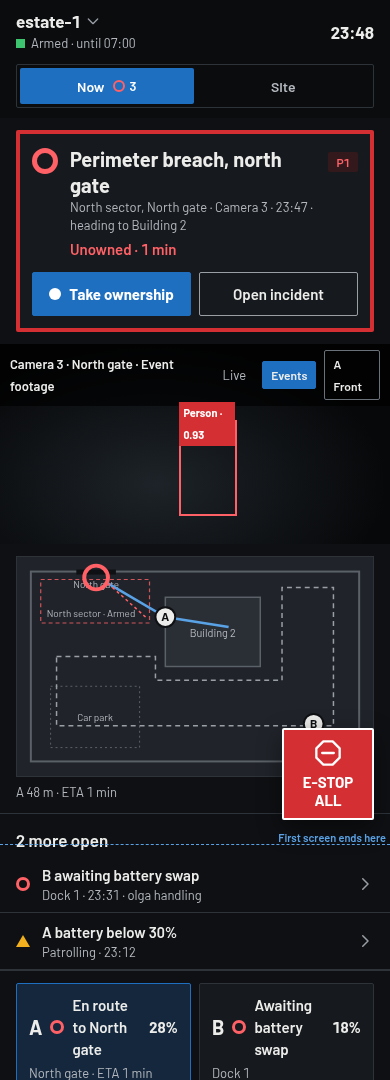 estate-1
Armed · until 07:00
23:48
Now 3
Site
Perimeter breach, north
gate
P1
North sector, North gate · Camera 3 · 23:47 ·
heading to Building 2
Unowned · 1 min
Take ownership
Open incident
Camera 3 · North gate · Event
footage
Live
Events
A
Front
Person ·
0.93
North gate
North sector · Armed
A
Building 2
Car park
B
E-STOP
ALL
A 48 m · ETA 1 min
2 more open
First screen ends here
B awaiting battery swap
Dock 1 · 23:31 · olga handling
A battery below 30%
Patrolling · 23:12
A
En route
to North
gate
28%
North gate · ETA 1 min
B
Awaiting
battery
swap
18%
Dock 1